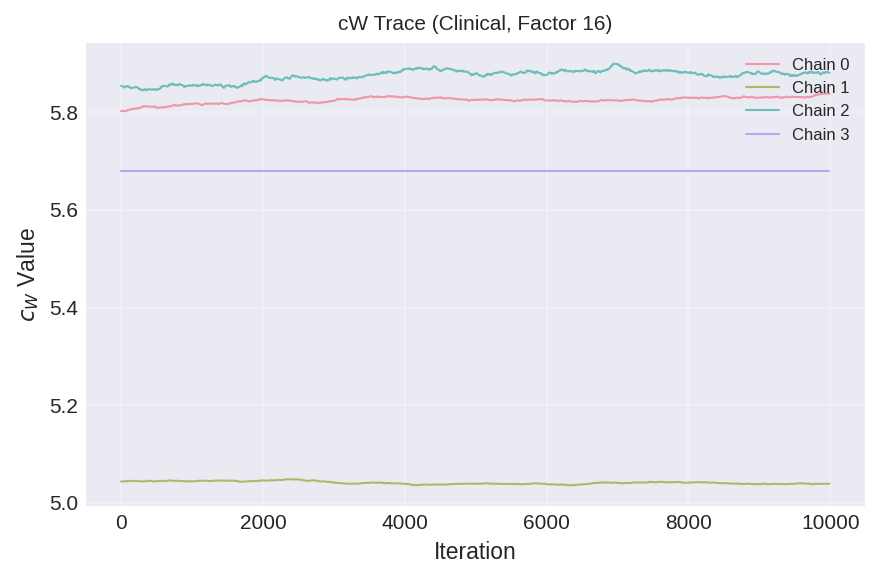 cW Trace (Clinical, Factor 16)
Chain 0
Chain 1
Chain 2
Chain 3
5.8
5.6
5.4
5.2
5.0
c_W Value
0 2000 4000 6000 8000 10000
Iteration